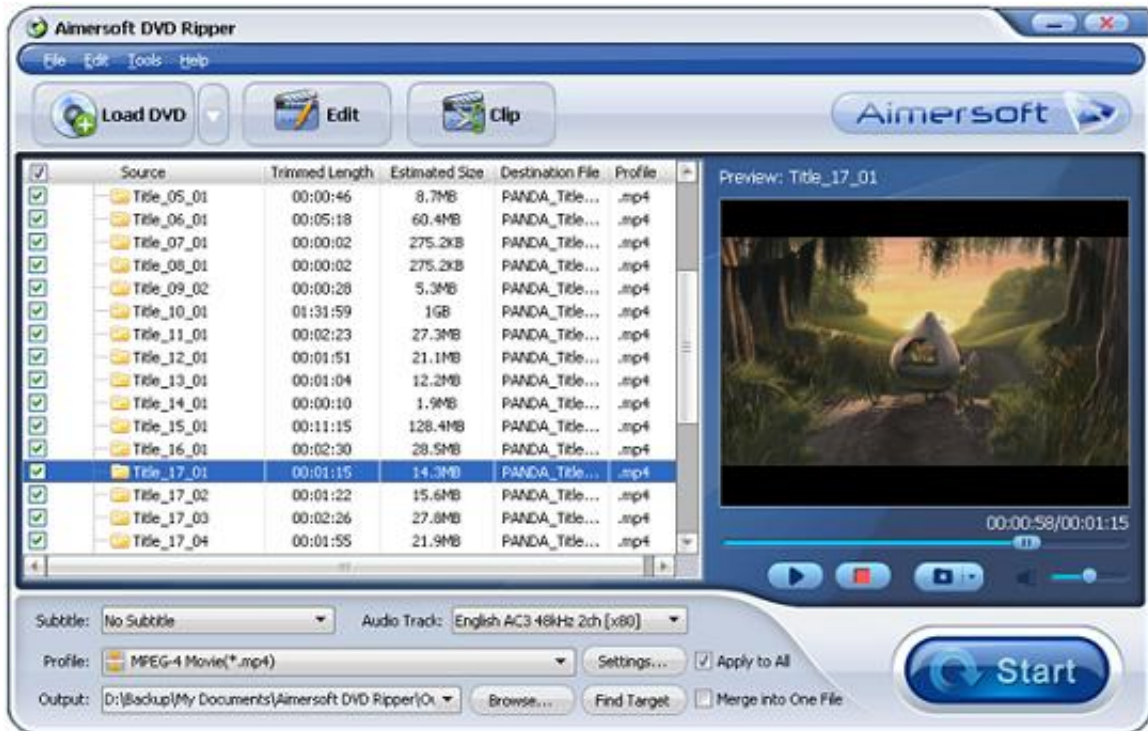 Aimersoft DVD Ripper
File Edit Tools Help
Load DVD Edit Clip Aimersoft
Source Trimmed Length Estimated Size Destination File Profile
Preview: Title_17_01
Title_05_01 00:00:46 8.7MB PANDA_Title... .mp4
Title_06_01 00:05:18 60.4MB PANDA_Title... .mp4
Title_07_01 00:00:02 275.2KB PANDA_Title... .mp4
Title_08_01 00:00:02 275.2KB PANDA_Title... .mp4
Title_09_02 00:00:28 5.3MB PANDA_Title... .mp4
Title_10_01 01:31:59 1GB PANDA_Title... .mp4
Title_11_01 00:02:23 27.3MB PANDA_Title... .mp4
Title_12_01 00:01:51 21.1MB PANDA_Title... .mp4
Title_13_01 00:01:04 12.2MB PANDA_Title... .mp4
Title_14_01 00:00:10 1.9MB PANDA_Title... .mp4
Title_15_01 00:11:15 128.4MB PANDA_Title... .mp4
Title_16_01 00:02:30 28.5MB PANDA_Title... .mp4
Title_17_01 00:01:15 14.3MB PANDA_Title... .mp4
Title_17_02 00:01:22 15.6MB PANDA_Title... .mp4
Title_17_03 00:02:26 27.8MB PANDA_Title... .mp4
Title_17_04 00:01:55 21.9MB PANDA_Title... .mp4
00:00:58/00:01:15
Subtitle: No Subtitle Audio Track: English AC3 48kHz 2ch [x80]
Profile: MPEG-4 Movie(*.mp4) Settings... Apply to All
Output: D:\Backup\My Documents\Aimersoft DVD Ripper\ Browse... Find Target Merge into One File
Start